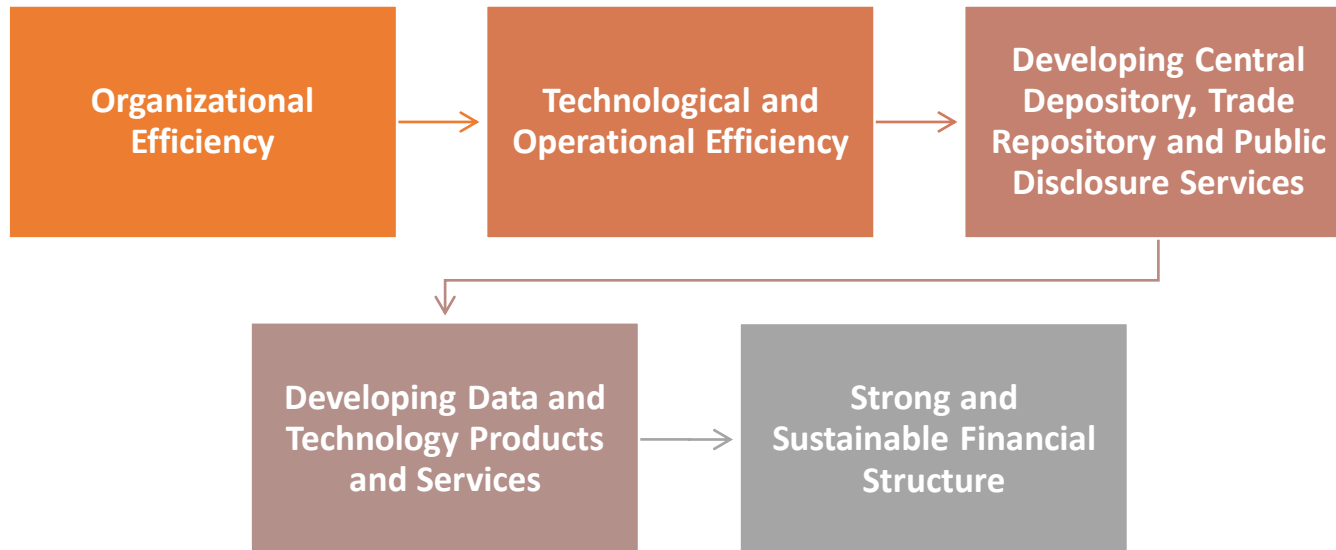 Organizational
Efficiency
Technological and
Operational Efficiency
Developing Central
Depository, Trade
Repository and Public
Disclosure Services
Developing Data and
Technology Products
and Services
Strong and
Sustainable Financial
Structure